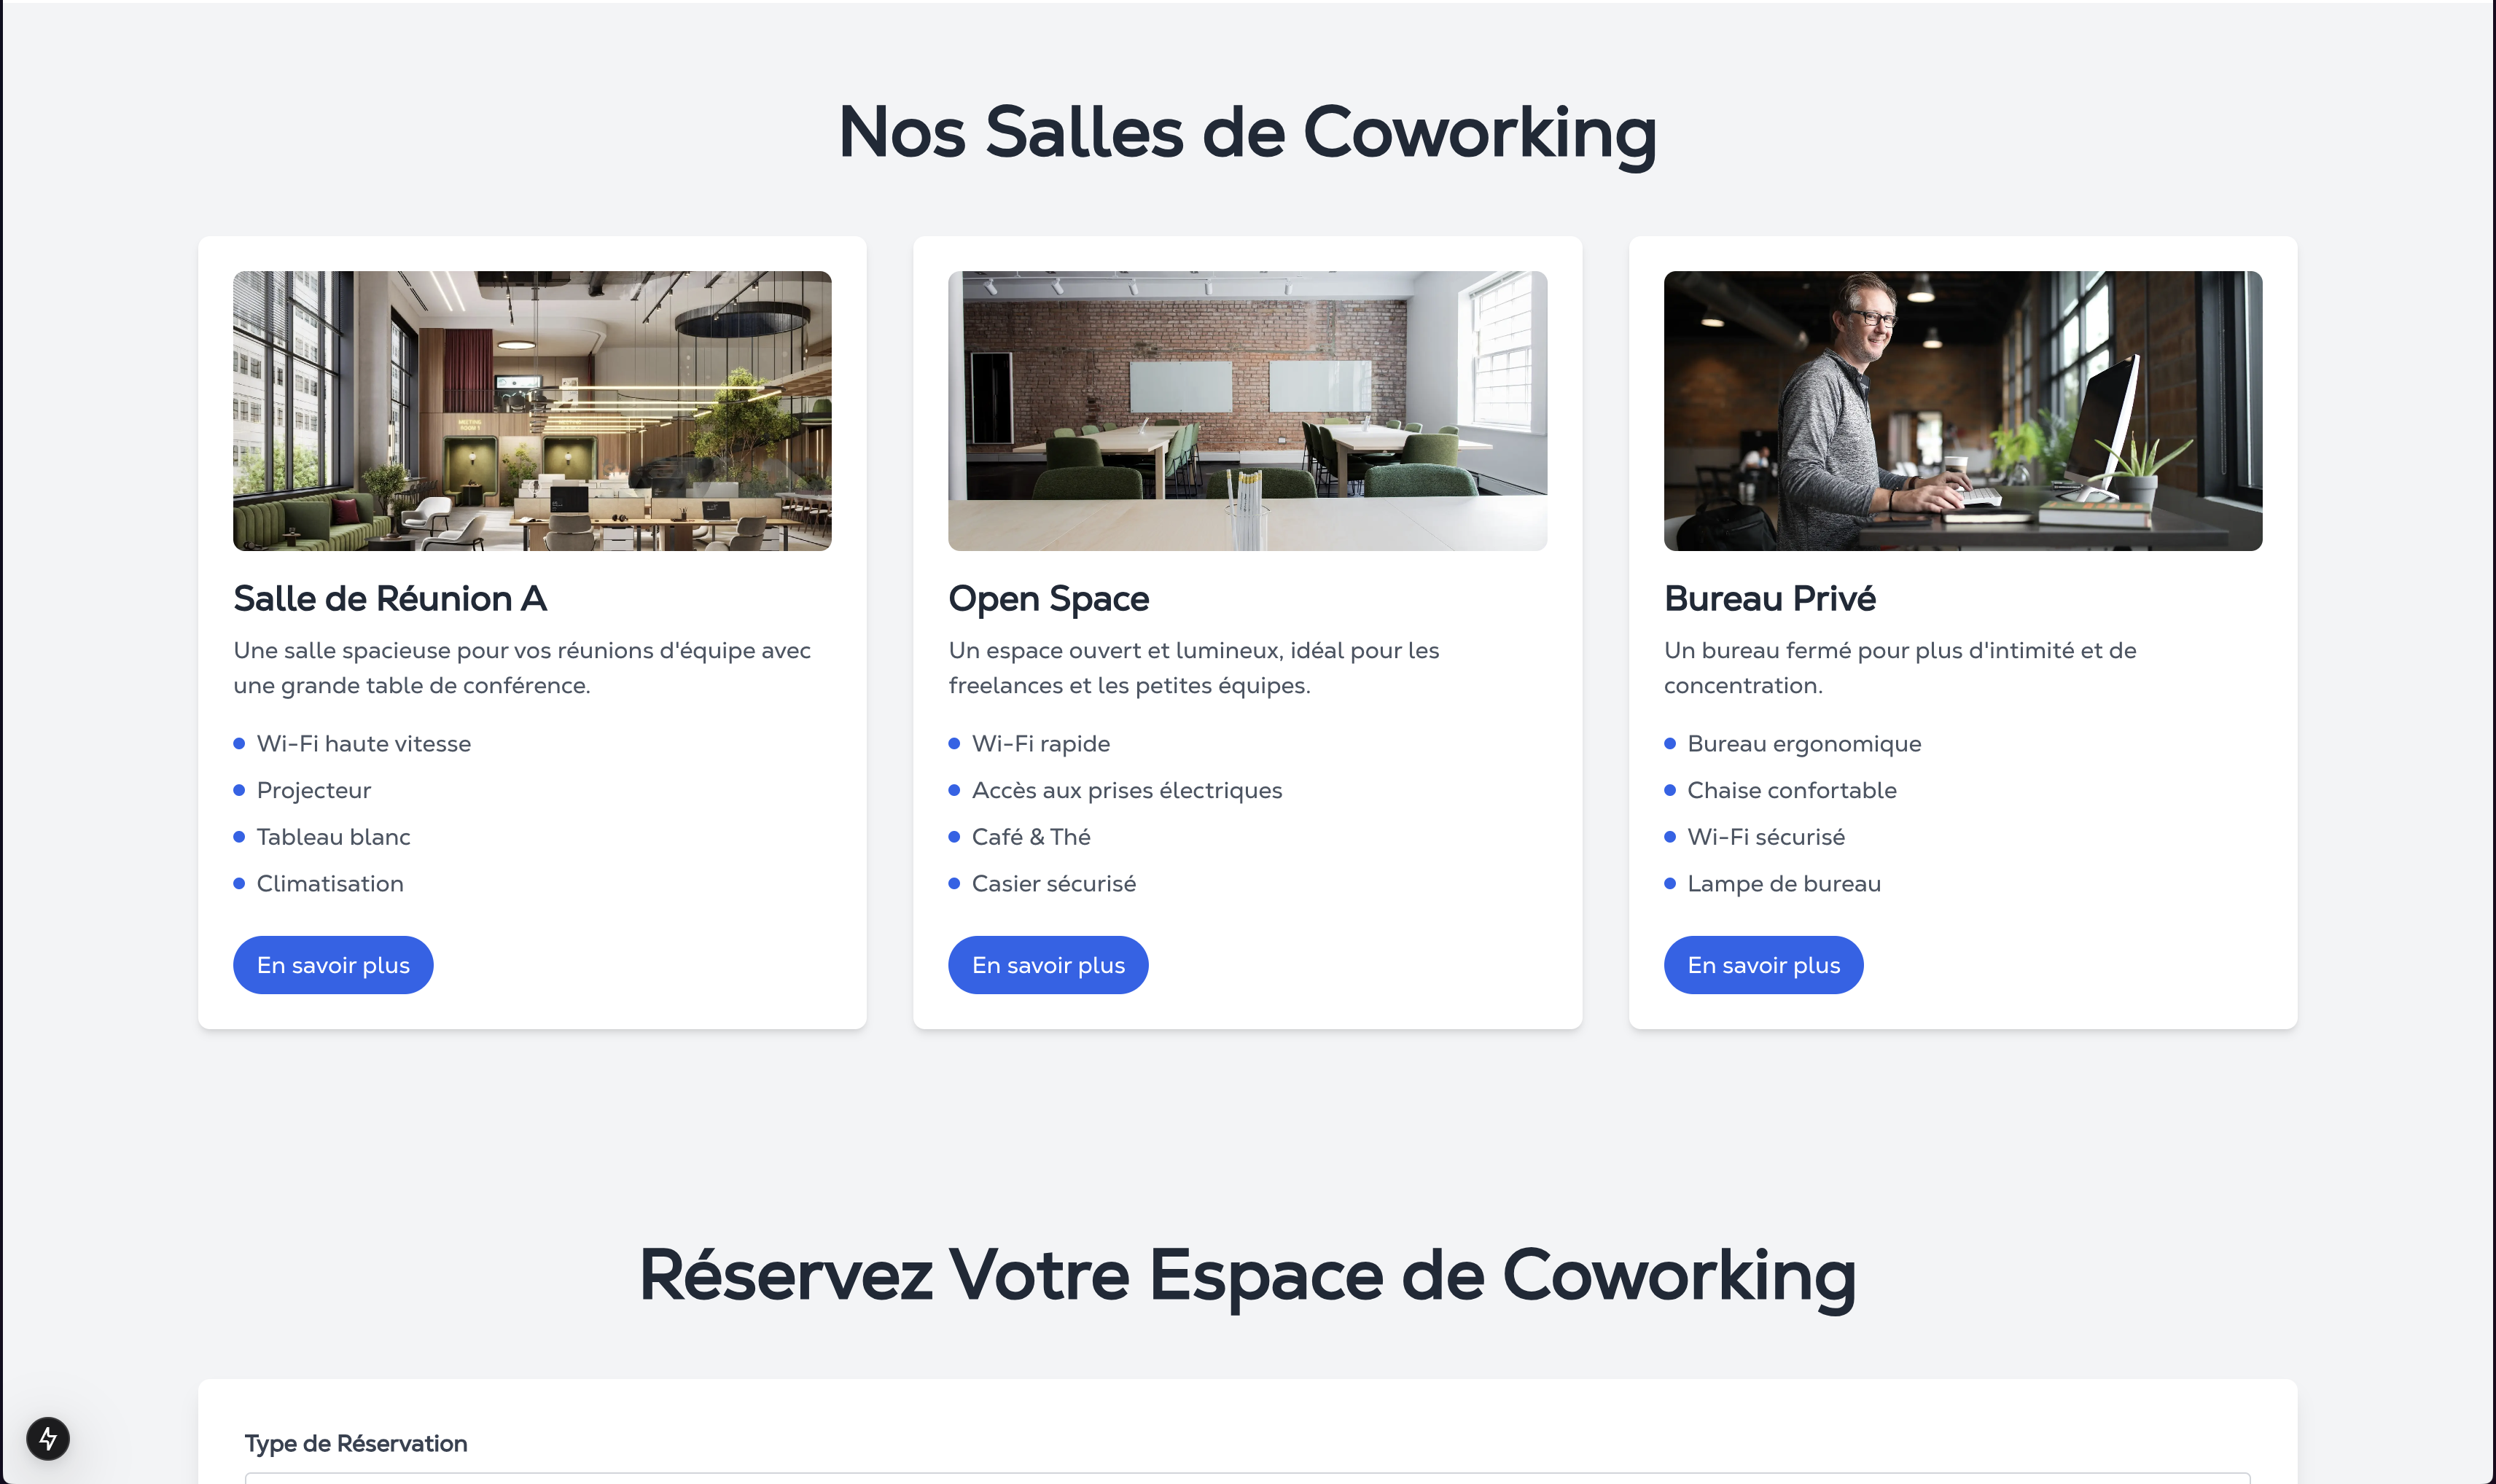 Nos Salles de Coworking
MEETING
ROOM 1
Salle de Réunion A
Une salle spacieuse pour vos réunions d'équipe avec
une grande table de conférence.
Wi-Fi haute vitesse
Projecteur
Tableau blanc
Climatisation
En savoir plus
Open Space
Un espace ouvert et lumineux, idéal pour les
freelances et les petites équipes.
Wi-Fi rapide
Accès aux prises électriques
Café & Thé
Casier sécurisé
En savoir plus
Bureau Privé
Un bureau fermé pour plus d'intimité et de
concentration.
Bureau ergonomique
Chaise confortable
Wi-Fi sécurisé
Lampe de bureau
En savoir plus
Réservez Votre Espace de Coworking
Type de Réservation